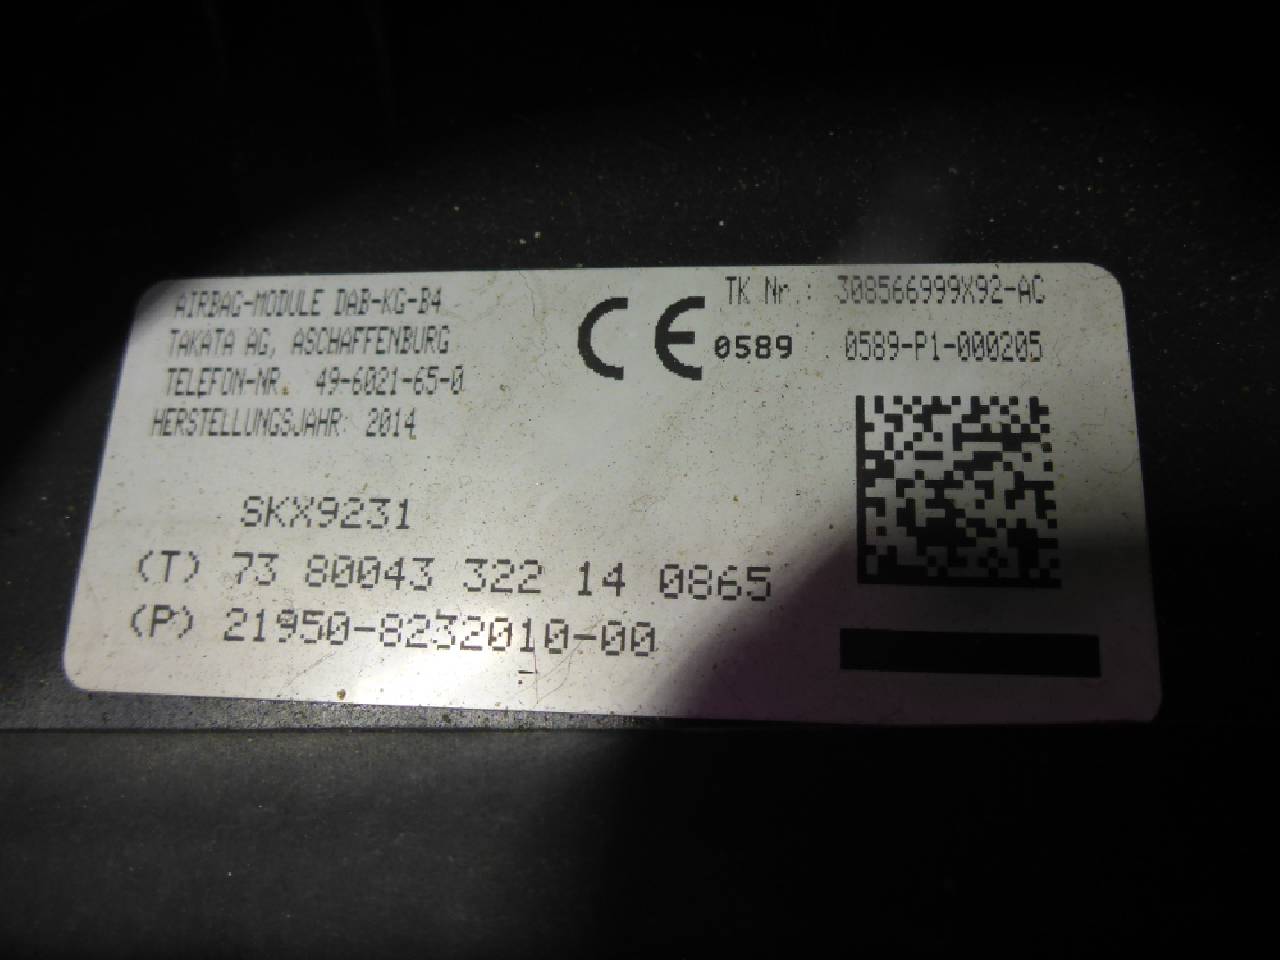 AIRBAG-MODULE DAB-KG-B4
TAKATA AG, ASCHAFFENBURG
TELEFON-NR. 49-6021-65-0
HERSTELLUNGSJAHR: 2014
CE 0589
TK Nr.: 308566999X92-AC
0589-P1-000205
SKX9231
(T) 73 80043 322 14 0865
(P) 21950-8232010-00